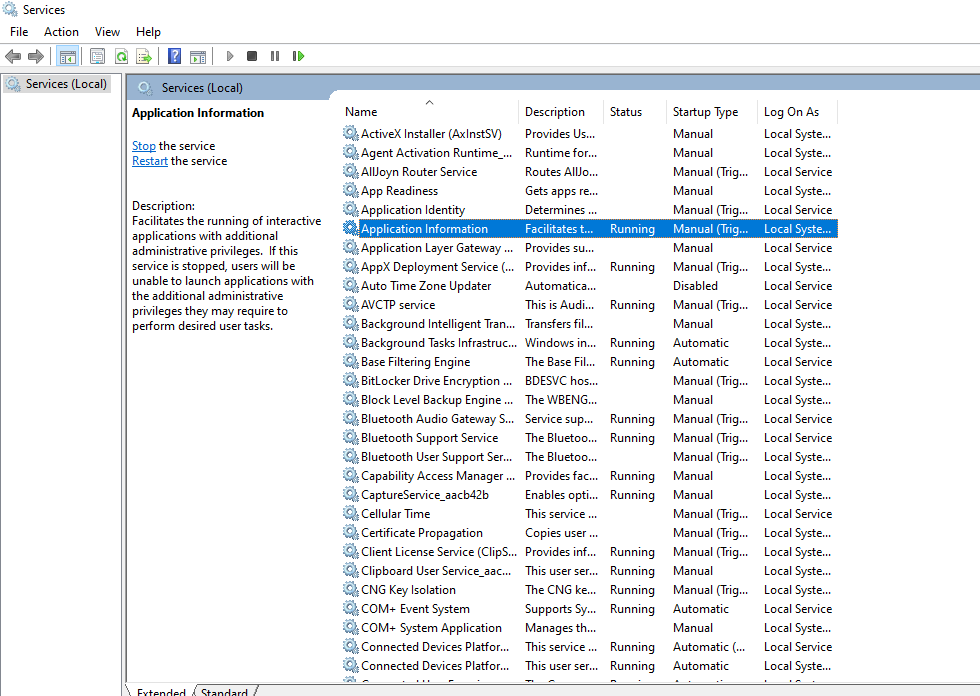 Services
File Action View Help
Services (Local)
Services (Local)
Application Information
Stop the service
Restart the service
Description:
Facilitates the running of interactive
applications with additional
administrative privileges. If this
service is stopped, users will be
unable to launch applications with
the additional administrative
privileges they may require to
perform desired user tasks.
Name Description Status Startup Type Log On As
ActiveX Installer (AxInstSV) Provides Us... Manual Local Syste...
Agent Activation Runtime_... Runtime for... Manual Local Syste...
AllJoyn Router Service Routes AllJo... Manual (Trig... Local Service
App Readiness Gets apps re... Manual Local Syste...
Application Identity Determines ... Manual (Trig... Local Service
Application Information Facilitates t... Running Manual (Trig... Local Syste...
Application Layer Gateway ... Provides su... Manual Local Service
AppX Deployment Service (... Provides inf... Running Manual (Trig... Local Syste...
Auto Time Zone Updater Automatica... Disabled Local Service
AVCTP service This is Audi... Running Manual (Trig... Local Service
Background Intelligent Tran... Transfers fil... Manual Local Syste...
Background Tasks Infrastruc... Windows in... Running Automatic Local Syste...
Base Filtering Engine The Base Fil... Running Automatic Local Service
BitLocker Drive Encryption ... BDESVC hos... Manual (Trig... Local Syste...
Block Level Backup Engine ... The WBENG... Manual Local Syste...
Bluetooth Audio Gateway S... Service sup... Running Manual (Trig... Local Service
Bluetooth Support Service The Bluetoo... Running Manual (Trig... Local Service
Bluetooth User Support Ser... The Bluetoo... Manual (Trig... Local Syste...
Capability Access Manager ... Provides fac... Running Manual Local Syste...
CaptureService_aacb42b Enables opti... Running Manual Local Syste...
Cellular Time This service ... Manual (Trig... Local Service
Certificate Propagation Copies user ... Manual (Trig... Local Syste...
Client License Service (ClipS... Provides inf... Running Manual (Trig... Local Syste...
Clipboard User Service_aac... This user ser... Running Manual Local Syste...
CNG Key Isolation The CNG ke... Running Manual (Trig... Local Syste...
COM+ Event System Supports Sy... Running Automatic Local Service
COM+ System Application Manages th... Manual Local Syste...
Connected Devices Platfor... This service ... Running Automatic (... Local Service
Connected Devices Platfor... This user ser... Running Automatic Local Syste...
Extended Standard